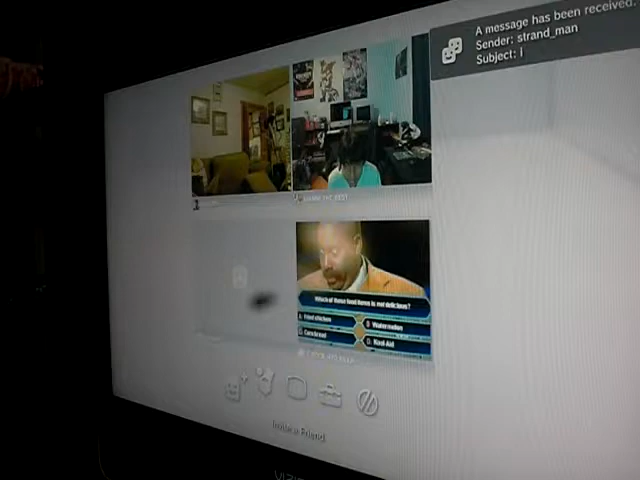 A message has been received.
Sender: strand_man
Subject: i
Which of these food items is not delicious?
A. Fried chicken
B. Watermelon
C. Cornbread
D. Kool-Aid
Invite a Friend
VIZIO